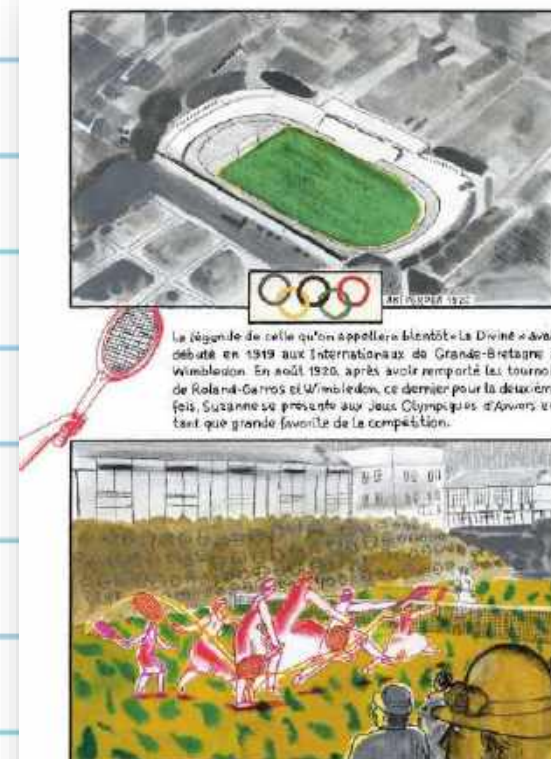 ANTWERPEN 1920
La légende de celle qu'on appellera bientôt « La Divine » avai
débuté en 1919 aux Internationaux de Grande-Bretagne
Wimbledon. En août 1920, après avoir remporté les tourno
de Roland-Garros et Wimbledon, ce dernier pour la deuxièm
fois, Suzanne se présente aux Jeux Olympiques d'Anvers e
tant que grande favorite de la compétition.